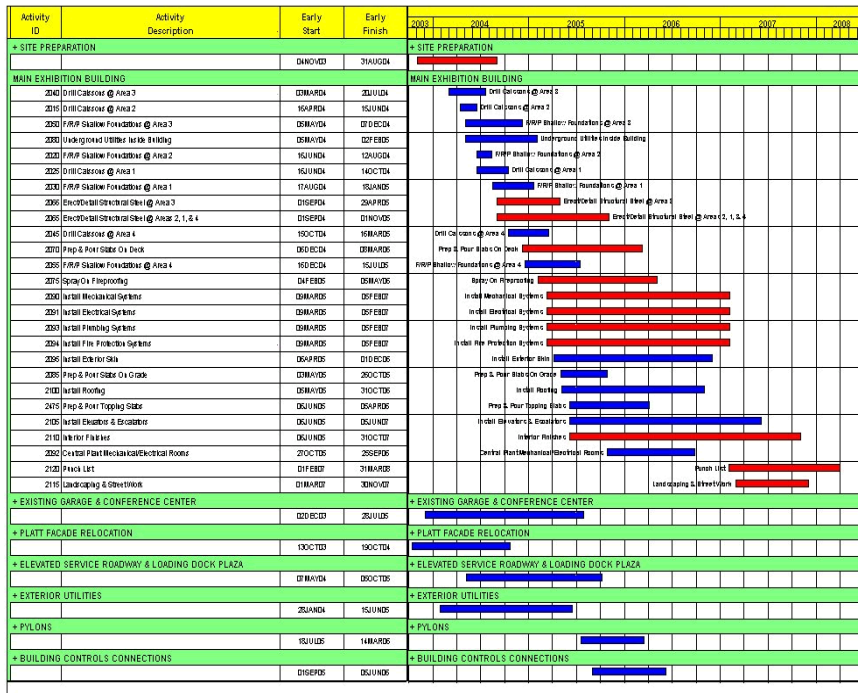 Activity ID Activity Description Early Start Early Finish 2003 2004 2005 2006 2007 2008
+ SITE PREPARATION + SITE PREPARATION
04NOV03 31AUG04
MAIN EXHIBITION BUILDING MAIN EXHIBITION BUILDING
2040 Drill Caissons @ Area 3 03MAR04 20JUL04 Drill Caissons @ Area 3
2015 Drill Caissons @ Area 2 16APR04 15JUN04 Drill Caissons @ Area 2
2050 F/R/P Shallow Foundations @ Area 3 05MAY04 07DEC04 F/R/P Shallow Foundations @ Area 3
2080 Underground Utilities Inside Building 05MAY04 02FEB05 Underground Utilities Inside Building
2020 F/R/P Shallow Foundations @ Area 2 16JUN04 12AUG04 F/R/P Shallow Foundations @ Area 2
2025 Drill Caissons @ Area 1 16JUN04 14OCT04 Drill Caissons @ Area 1
2030 F/R/P Shallow Foundations @ Area 1 17AUG04 18JAN05 F/R/P Shallow Foundations @ Area 1
2066 Erect/Detail Structural Steel @ Area 3 01SEP04 29APR05 Erect/Detail Structural Steel @ Area 3
2065 Erect/Detail Structural Steel @ Areas 2, 1, & 4 01SEP04 01NOV05 Erect/Detail Structural Steel @ Areas 2, 1, & 4
2045 Drill Caissons @ Area 4 15OCT04 16MAR05 Drill Caissons @ Area 4
2070 Prep & Pour Slabs On Deck 06DEC04 08MAR06 Prep & Pour Slabs On Deck
2055 F/R/P Shallow Foundations @ Area 4 16DEC04 15JUL05 F/R/P Shallow Foundations @ Area 4
2075 Spray On Fireproofing 04FEB05 05MAY06 Spray On Fireproofing
2090 Install Mechanical Systems 09MAR05 05FEB07 Install Mechanical Systems
2091 Install Electrical Systems 09MAR05 05FEB07 Install Electrical Systems
2093 Install Plumbing Systems 09MAR05 05FEB07 Install Plumbing Systems
2094 Install Fire Protection Systems 09MAR05 05FEB07 Install Fire Protection Systems
2095 Install Exterior Skin 06APR05 01DEC06 Install Exterior Skin
2085 Prep & Pour Slabs On Grade 03MAY05 26OCT05 Prep & Pour Slabs On Grade
2100 Install Roofing 05MAY05 31OCT06 Install Roofing
2475 Prep & Pour Topping Slabs 06JUN05 05APR06 Prep & Pour Topping Slabs
2105 Install Elevators & Escalators 06JUN05 05JUN07 Install Elevators & Escalators
2110 Interior Finishes 06JUN05 31OCT07 Interior Finishes
2092 Central Plant Mechanical/Electrical Rooms 27OCT05 25SEP06 Central Plant Mechanical/Electrical Rooms
2120 Punch List 01FEB07 31MAR08 Punch List
2115 Landscaping & Street Work 01MAR07 30NOV07 Landscaping & Street Work
+ EXISTING GARAGE & CONFERENCE CENTER + EXISTING GARAGE & CONFERENCE CENTER
02DEC03 28JUL05
+ PLATT FACADE RELOCATION + PLATT FACADE RELOCATION
13OCT03 19OCT04
+ ELEVATED SERVICE ROADWAY & LOADING DOCK PLAZA + ELEVATED SERVICE ROADWAY & LOADING DOCK PLAZA
07MAY04 05OCT05
+ EXTERIOR UTILITIES + EXTERIOR UTILITIES
28JAN04 15JUN05
+ PYLONS + PYLONS
18JUL05 14MAR06
+ BUILDING CONTROLS CONNECTIONS + BUILDING CONTROLS CONNECTIONS
01SEP05 05JUN06